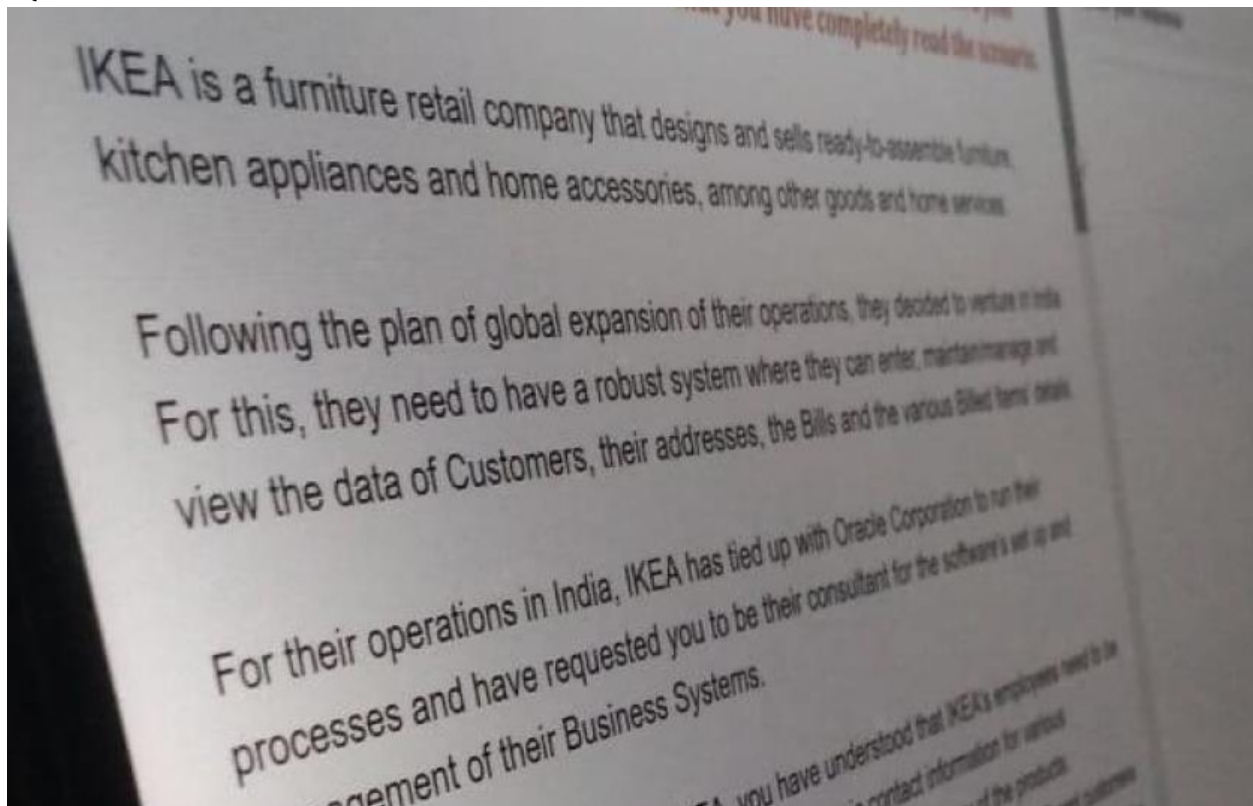 you have completely read the scenario.
IKEA is a furniture retail company that designs and sells ready-to-assemble furniture,
kitchen appliances and home accessories, among other goods and home services.
Following the plan of global expansion of their operations, they decided to venture in India
For this, they need to have a robust system where they can enter, maintain/manage and
view the data of Customers, their addresses, the Bills and the various Billed Items' details
For their operations in India, IKEA has tied up with Oracle Corporation to run their
processes and have requested you to be their consultant for the software's set up and
of their Business Systems.
you have understood that IKEA's employees need to be
contact information for various
of the products
customers